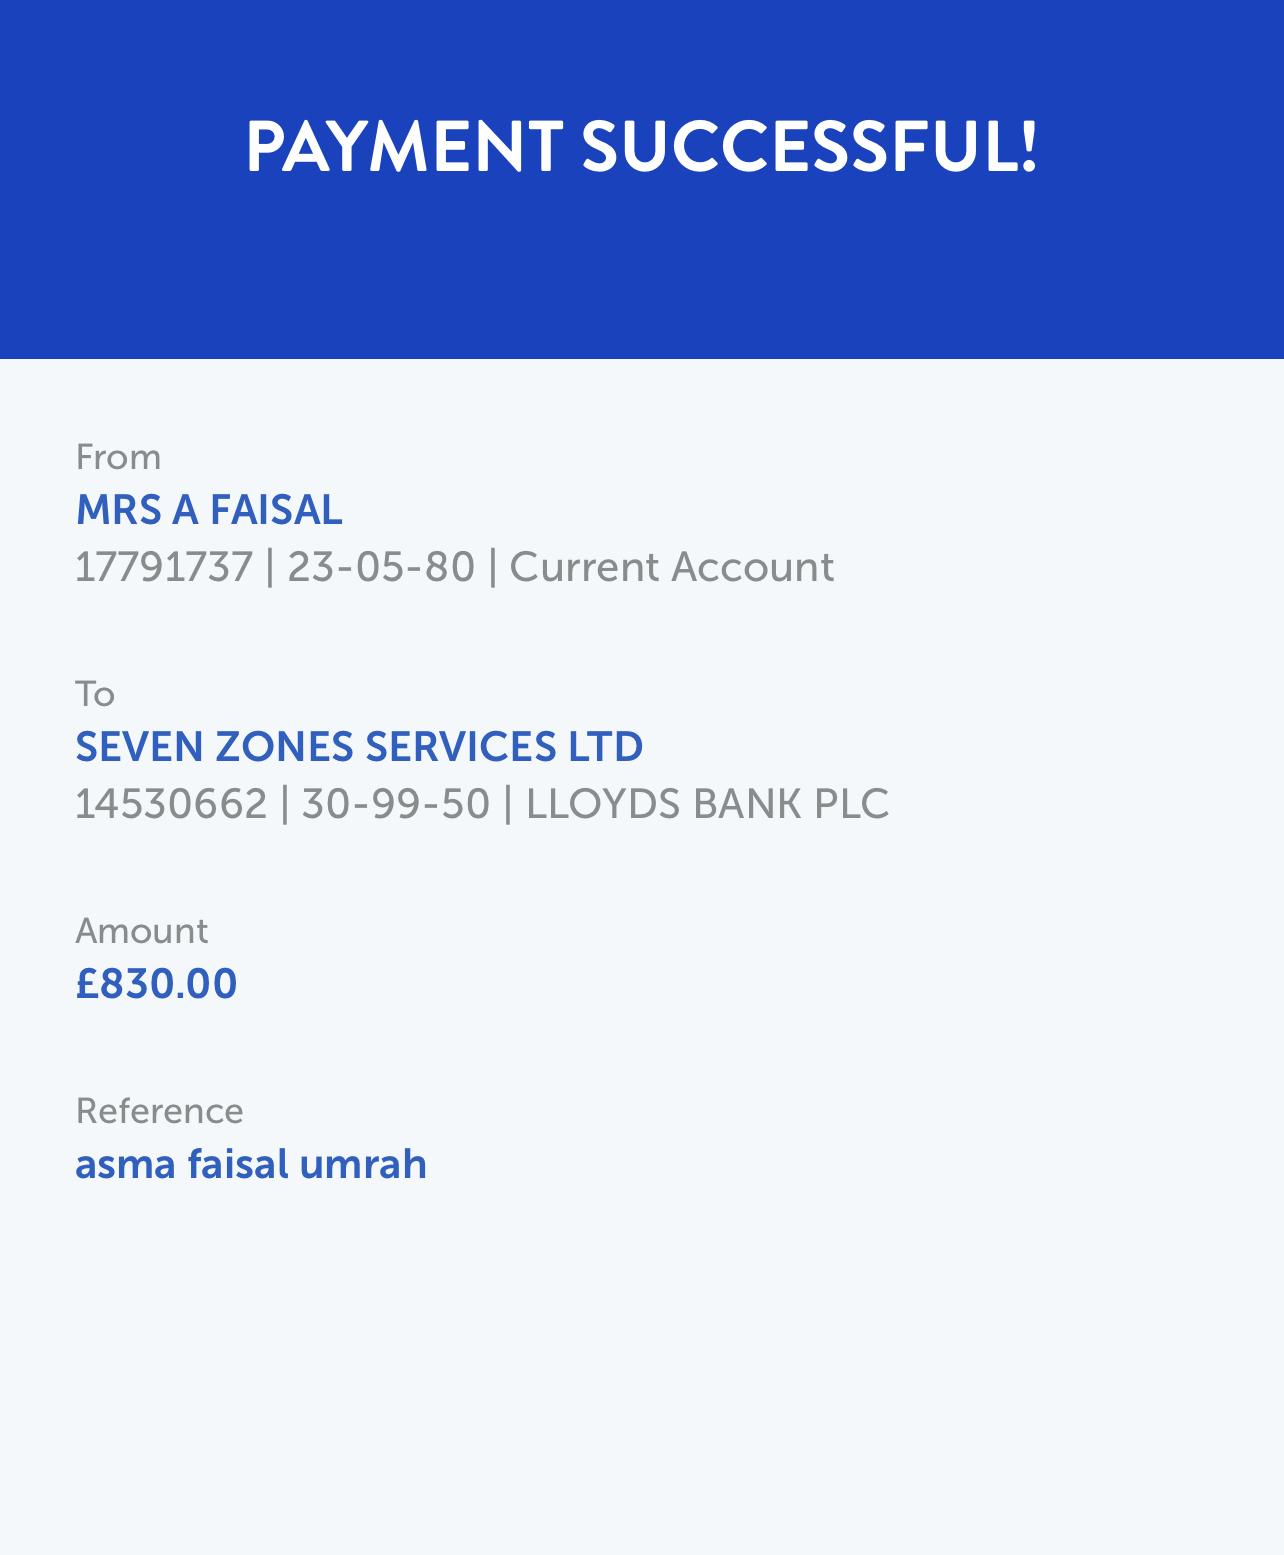 PAYMENT SUCCESSFUL!
From
MRS A FAISAL
17791737 | 23-05-80 | Current Account
To
SEVEN ZONES SERVICES LTD
14530662 | 30-99-50 | LLOYDS BANK PLC
Amount
£830.00
Reference
asma faisal umrah